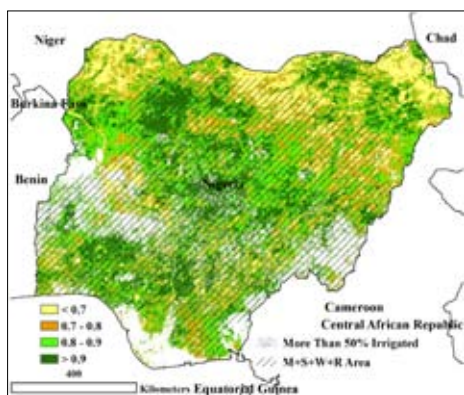 Niger
Chad
Burkina Faso
Benin
Nigeria
Cameroon
Central African Republic
< 0.7
0.7 - 0.8
0.8 - 0.9
> 0.9
More Than 50% Irrigated
M+S+W+R Area
400
Kilometers
Equatorial Guinea